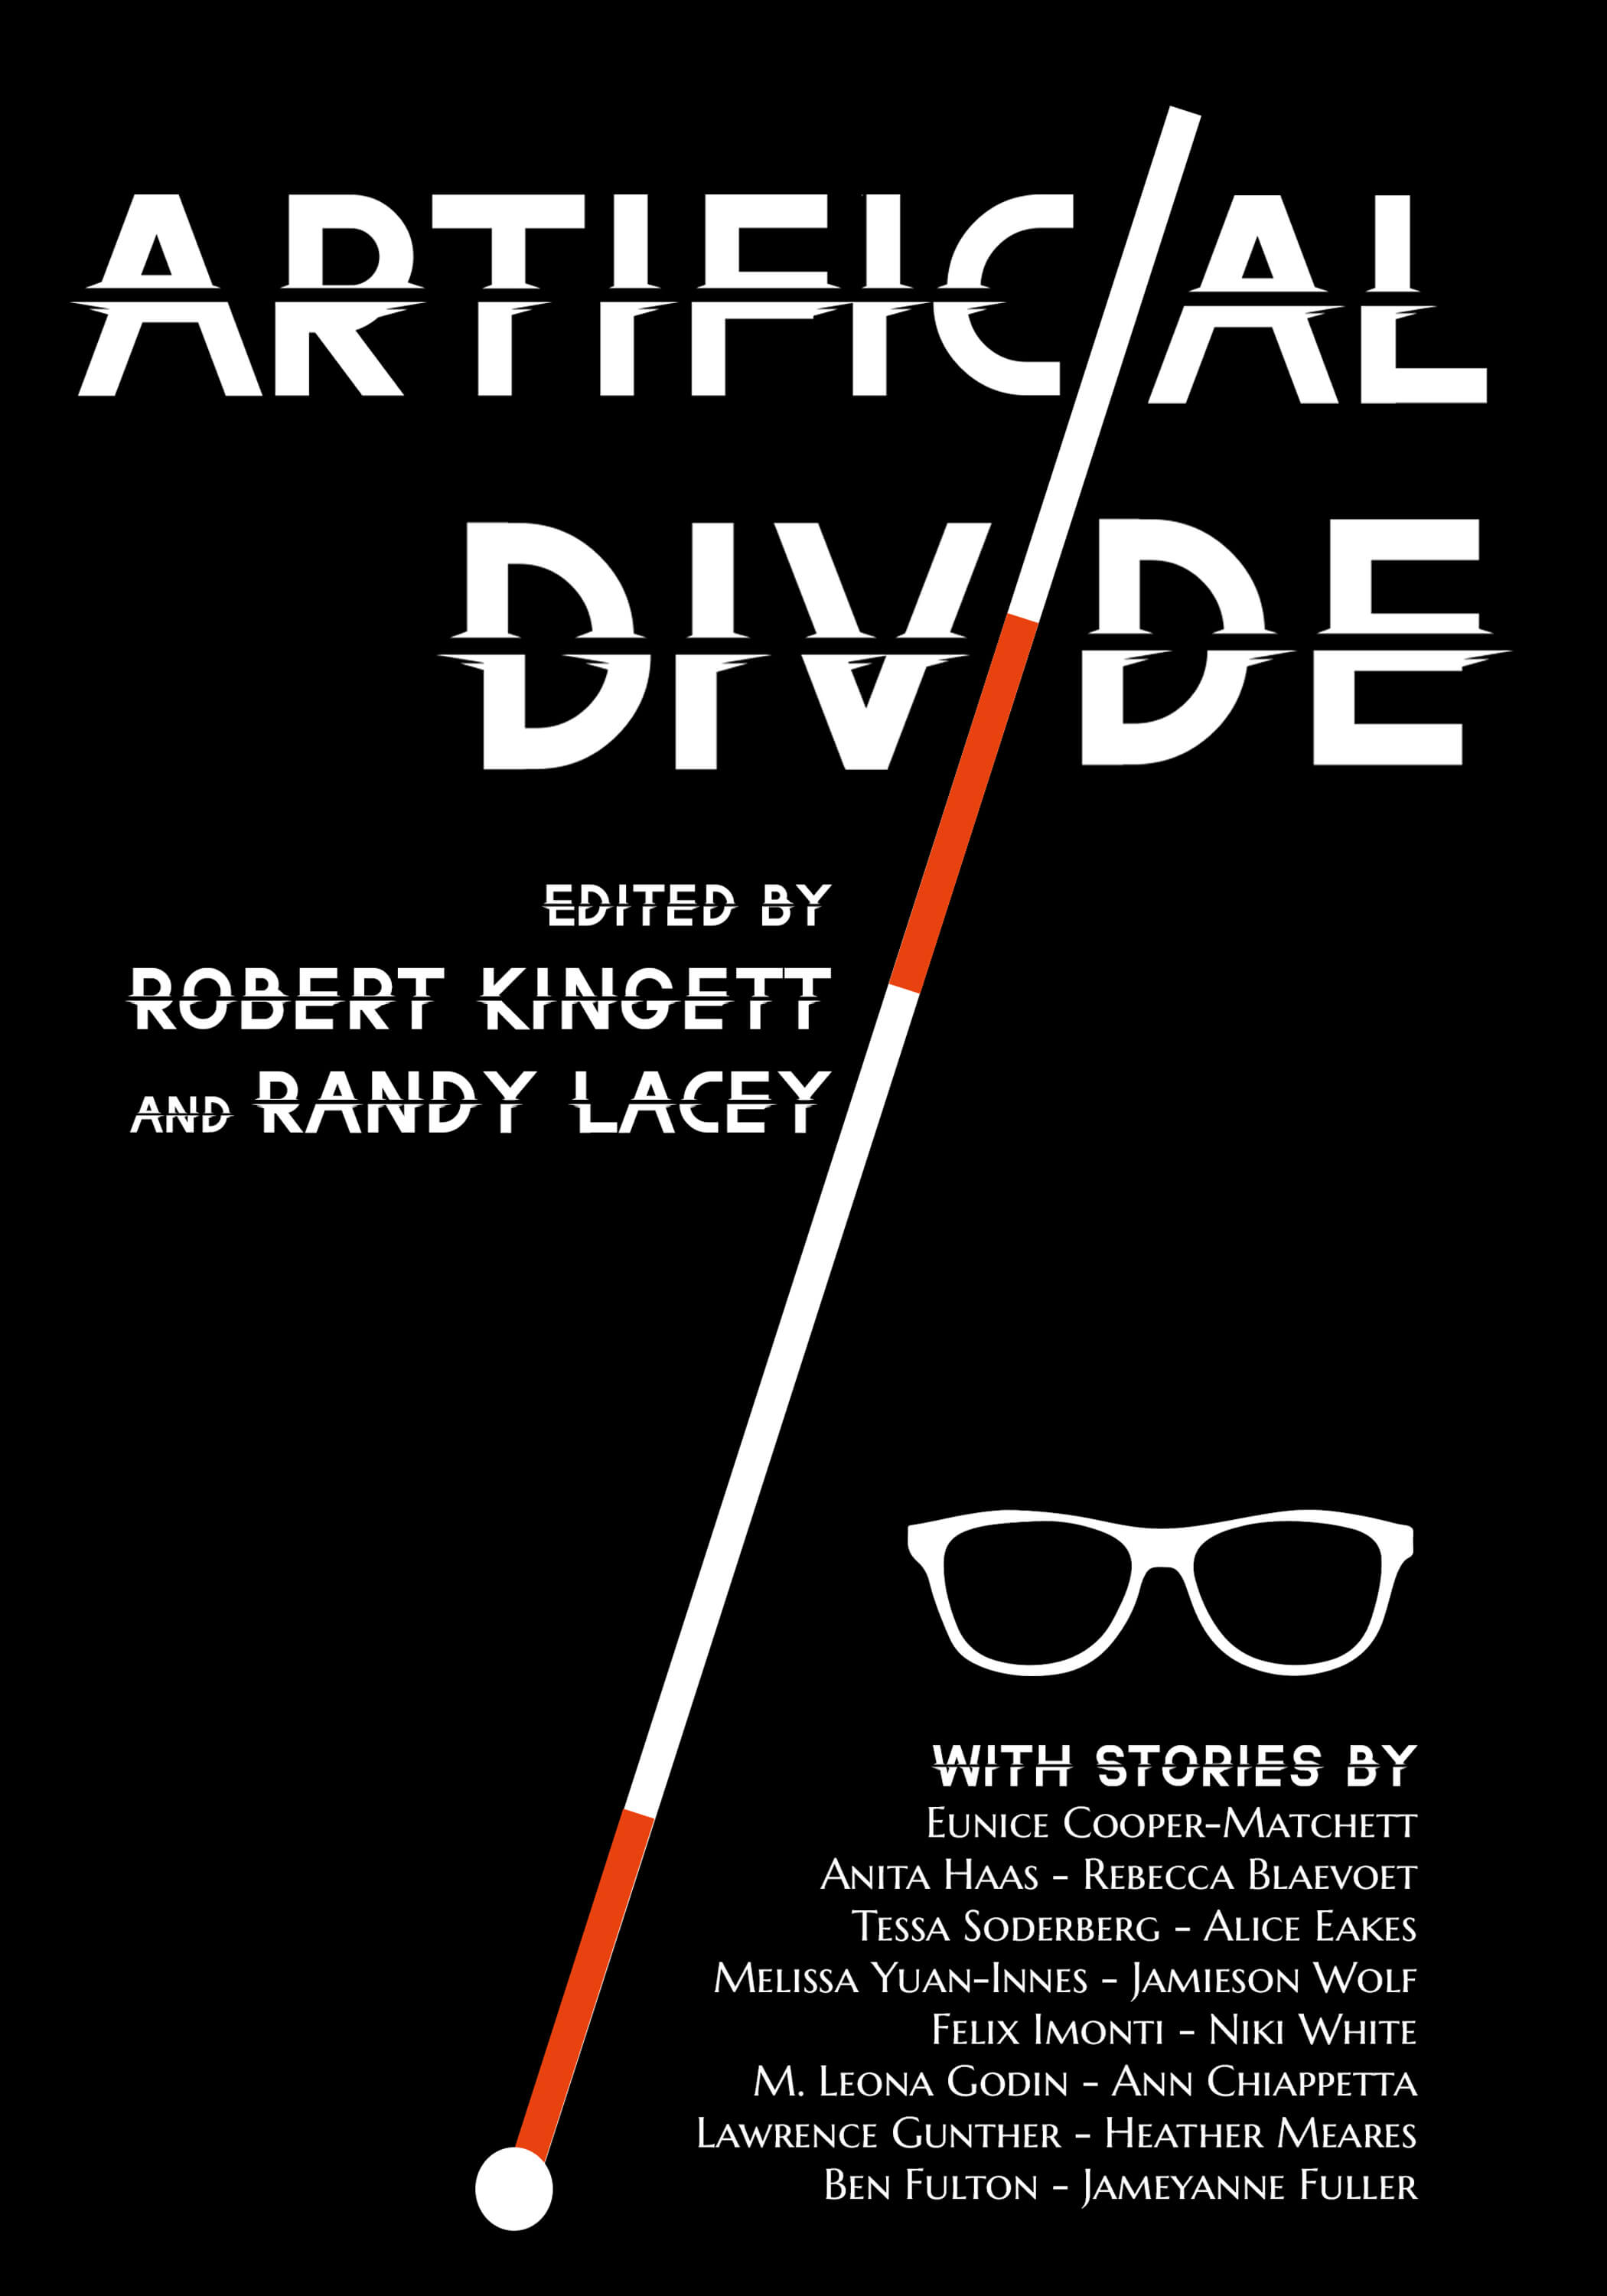 ARTIFICIAL
DIVIDE
EDITED BY
ROBERT KINGETT
AND RANDY LACEY
WITH STORIES BY
EUNICE COOPER-MATCHETT
ANITA HAAS - REBECCA BLAEVOET
TESSA SODERBERG - ALICE EAKES
MELISSA YUAN-INNES - JAMIESON WOLF
FELIX IMONTI - NIKI WHITE
M. LEONA GODIN - ANN CHIAPPETTA
LAWRENCE GUNTHER - HEATHER MEARES
BEN FULTON - JAMEYANNE FULLER